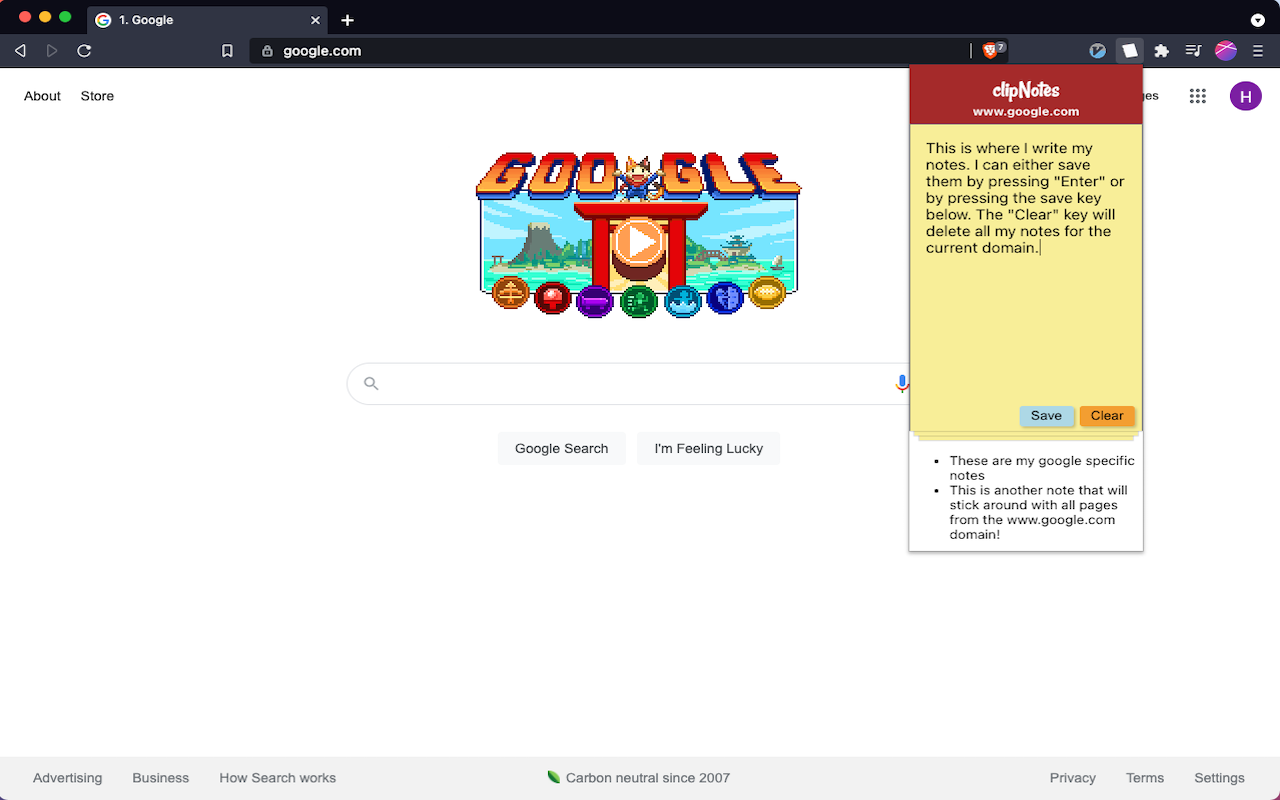 1. Google
google.com
7
About
Store
ges
H
GOOGLE
clipNotes
www.google.com
This is where I write my
notes. I can either save
them by pressing "Enter" or
by pressing the save key
below. The "Clear" key will
delete all my notes for the
current domain.
Save
Clear
Google Search
I'm Feeling Lucky
These are my google specific
notes
This is another note that will
stick around with all pages
from the www.google.com
domain!
Advertising
Business
How Search works
Carbon neutral since 2007
Privacy
Terms
Settings